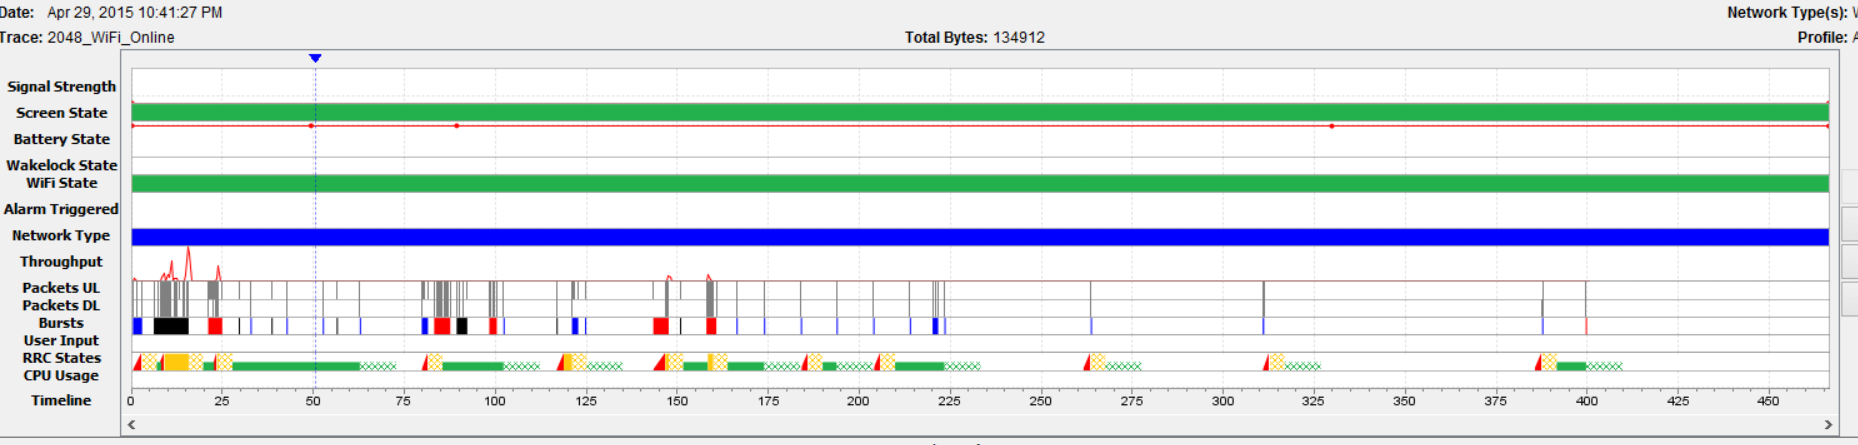 Date: Apr 29, 2015 10:41:27 PM
Network Type(s):
Trace: 2048_WiFi_Online
Total Bytes: 134912
Profile:
Signal Strength
Screen State
Battery State
Wakelock State
WiFi State
Alarm Triggered
Network Type
Throughput
Packets UL
Packets DL
Bursts
User Input
RRC States
CPU Usage
Timeline
0 25 50 75 100 125 150 175 200 225 250 275 300 325 350 375 400 425 450